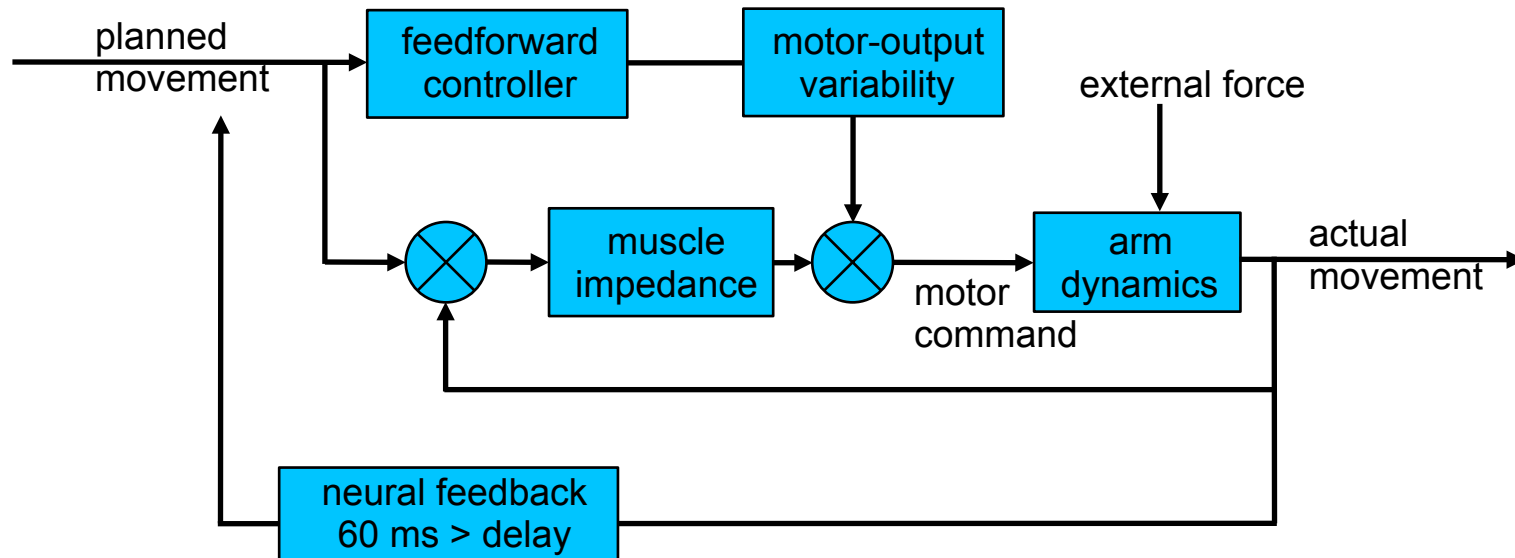 planned
movement
feedforward
controller
motor-output
variability
external force
muscle
impedance
motor
command
arm
dynamics
actual
movement
neural feedback
60 ms > delay